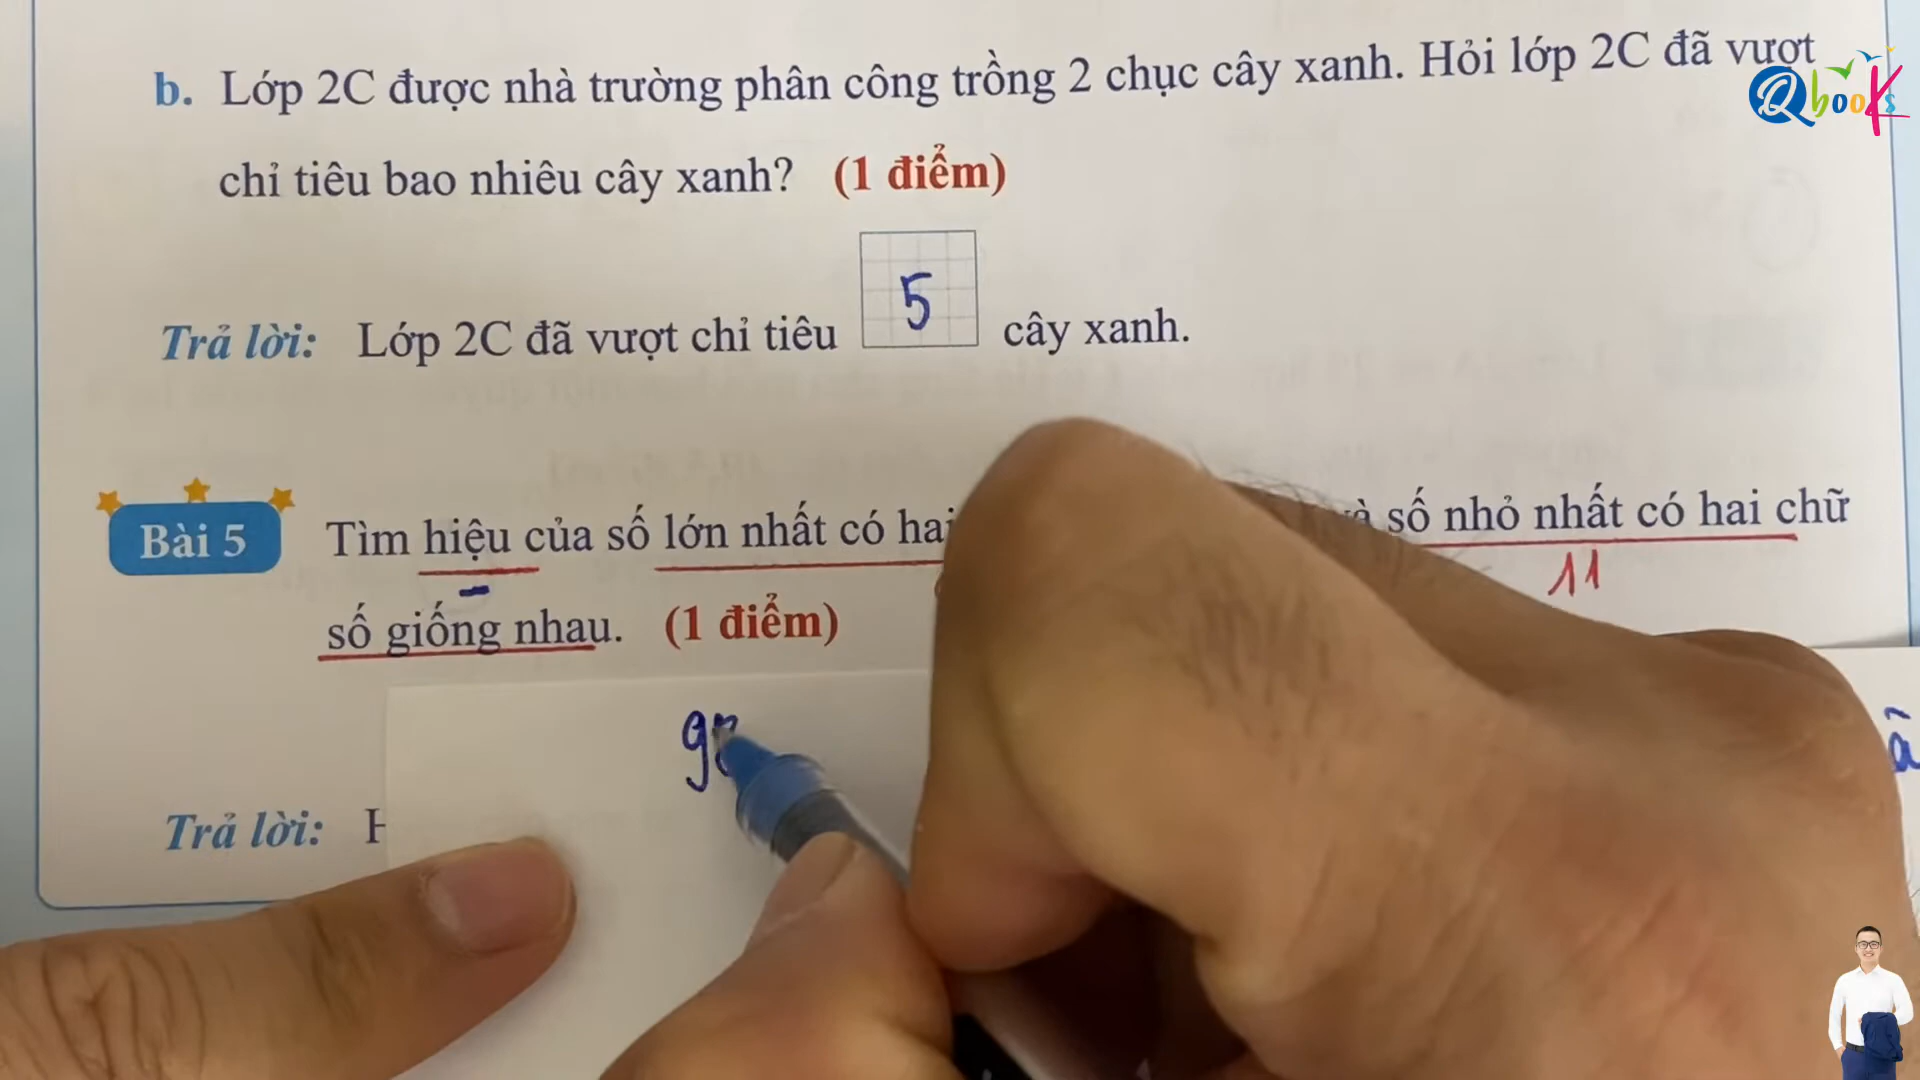 b. Lớp 2C được nhà trường phân công trồng 2 chục cây xanh. Hỏi lớp 2C đã vượt
Qbooks
chỉ tiêu bao nhiêu cây xanh? (1 điểm)
5
Trả lời: Lớp 2C đã vượt chỉ tiêu cây xanh.
Bài 5 Tìm hiệu của số lớn nhất có hai số nhỏ nhất có hai chữ
11
số giống nhau. (1 điểm)
Trả lời: